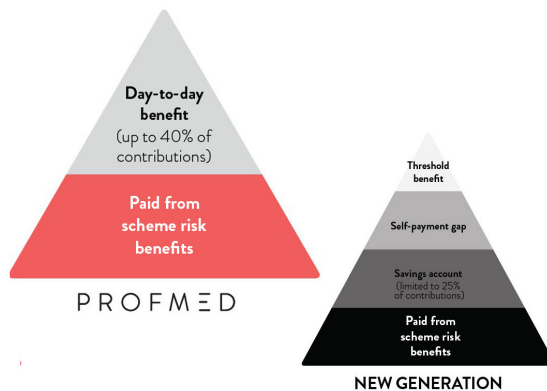 Day-to-day
benefit
(up to 40% of
contributions)
Paid from
scheme risk
benefits
PROFMED
Threshold
benefit
Self-payment gap
Savings account
(limited to 25%
of contributions)
Paid from
scheme risk
benefits
NEW GENERATION